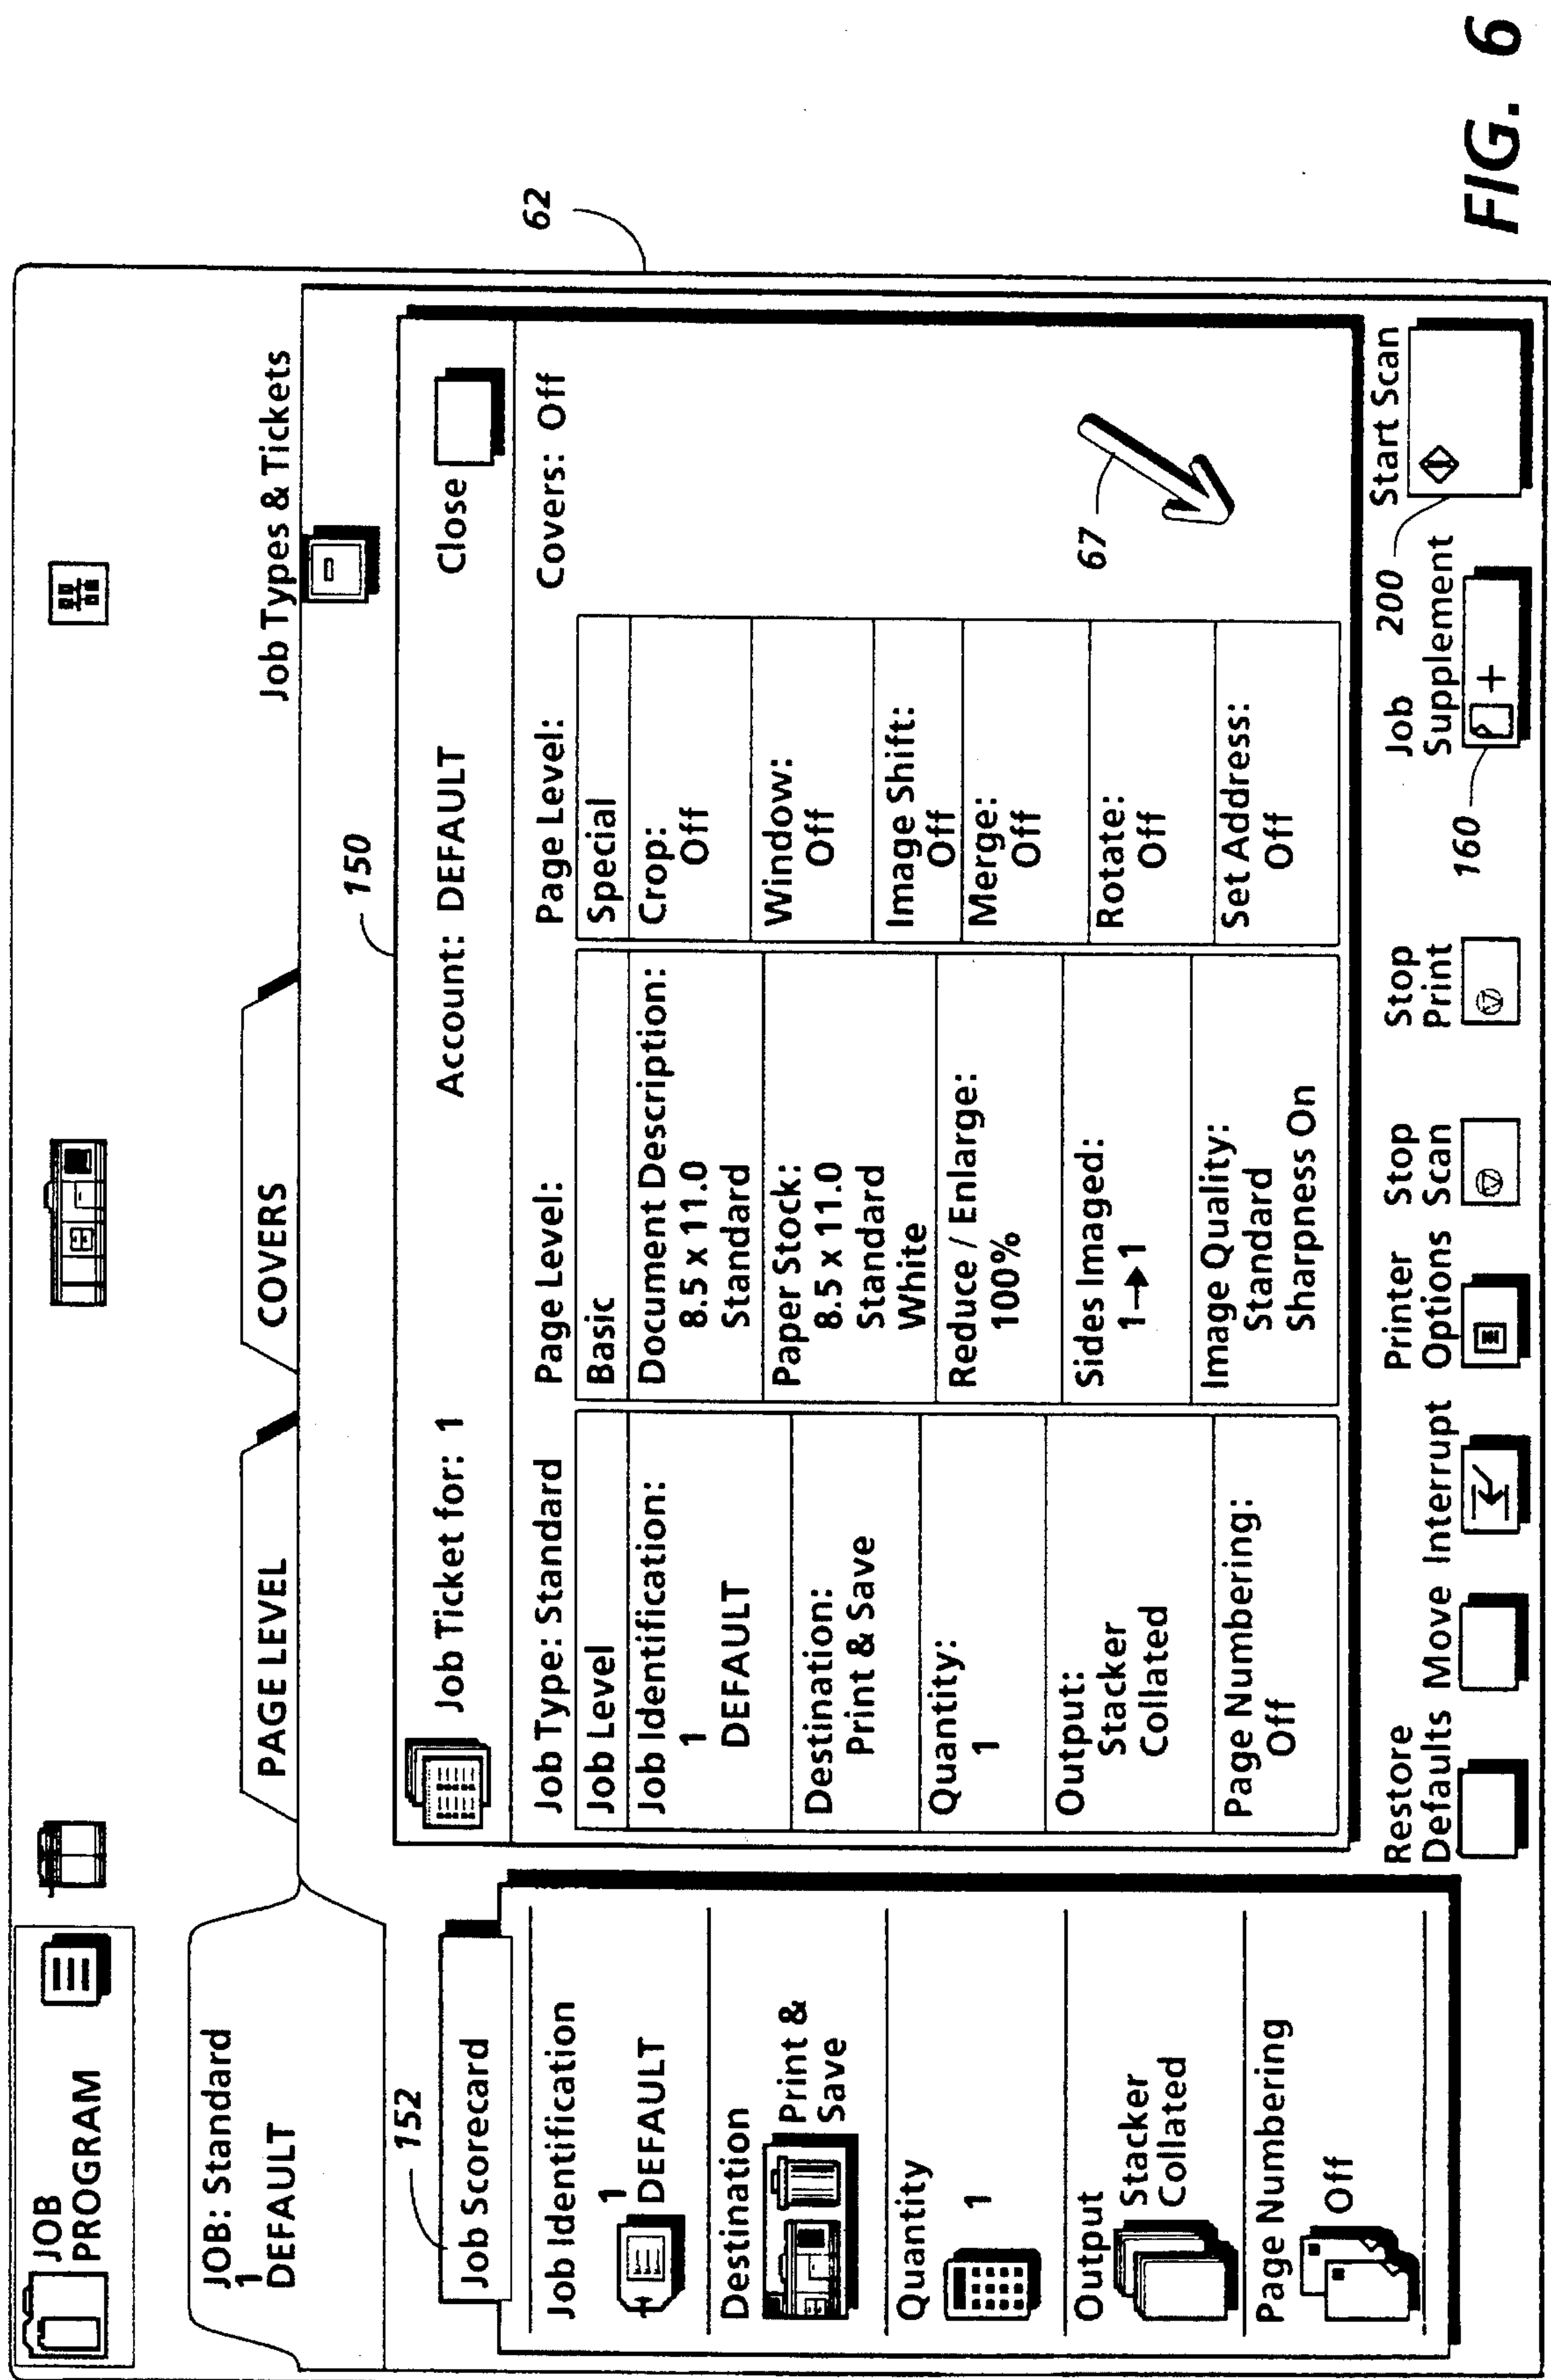 JOB
PROGRAM
JOB: Standard
1
DEFAULT
PAGE LEVEL
COVERS
Job Types & Tickets
62
152
Job Scorecard
Job Identification
1
DEFAULT
Destination
Print &
Save
Quantity
1
Output
Stacker
Collated
Page Numbering
Off
150
Job Ticket for: 1
Account: DEFAULT
Close
Job Type: Standard
Job Level
Job Identification:
1
DEFAULT
Destination:
Print & Save
Quantity:
1
Output:
Stacker
Collated
Page Numbering:
Off
Page Level:
Basic
Document Description:
8.5 x 11.0
Standard
Paper Stock:
8.5 x 11.0
Standard
White
Reduce / Enlarge:
100%
Sides Imaged:
1→1
Image Quality:
Standard
Sharpness On
Page Level:
Special
Crop:
Off
Window:
Off
Image Shift:
Off
Merge:
Off
Rotate:
Off
Set Address:
Off
Covers: Off
67
Restore
Defaults
Move
Interrupt
Printer
Options
Stop
Scan
Stop
Print
160
Job
Supplement
200
Start Scan
FIG. 6